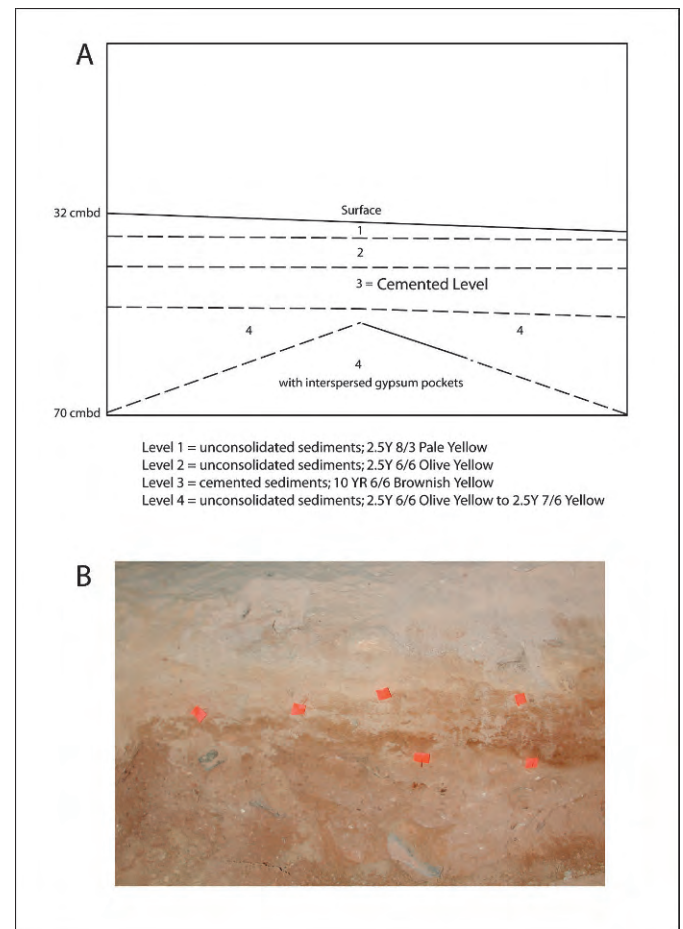 A
32 cmbd
Surface
1
2
3 = Cemented Level
4
4
4
with interspersed gypsum pockets
70 cmbd
Level 1 = unconsolidated sediments; 2.5Y 8/3 Pale Yellow
Level 2 = unconsolidated sediments; 2.5Y 6/6 Olive Yellow
Level 3 = cemented sediments; 10 YR 6/6 Brownish Yellow
Level 4 = unconsolidated sediments; 2.5Y 6/6 Olive Yellow to 2.5Y 7/6 Yellow
B